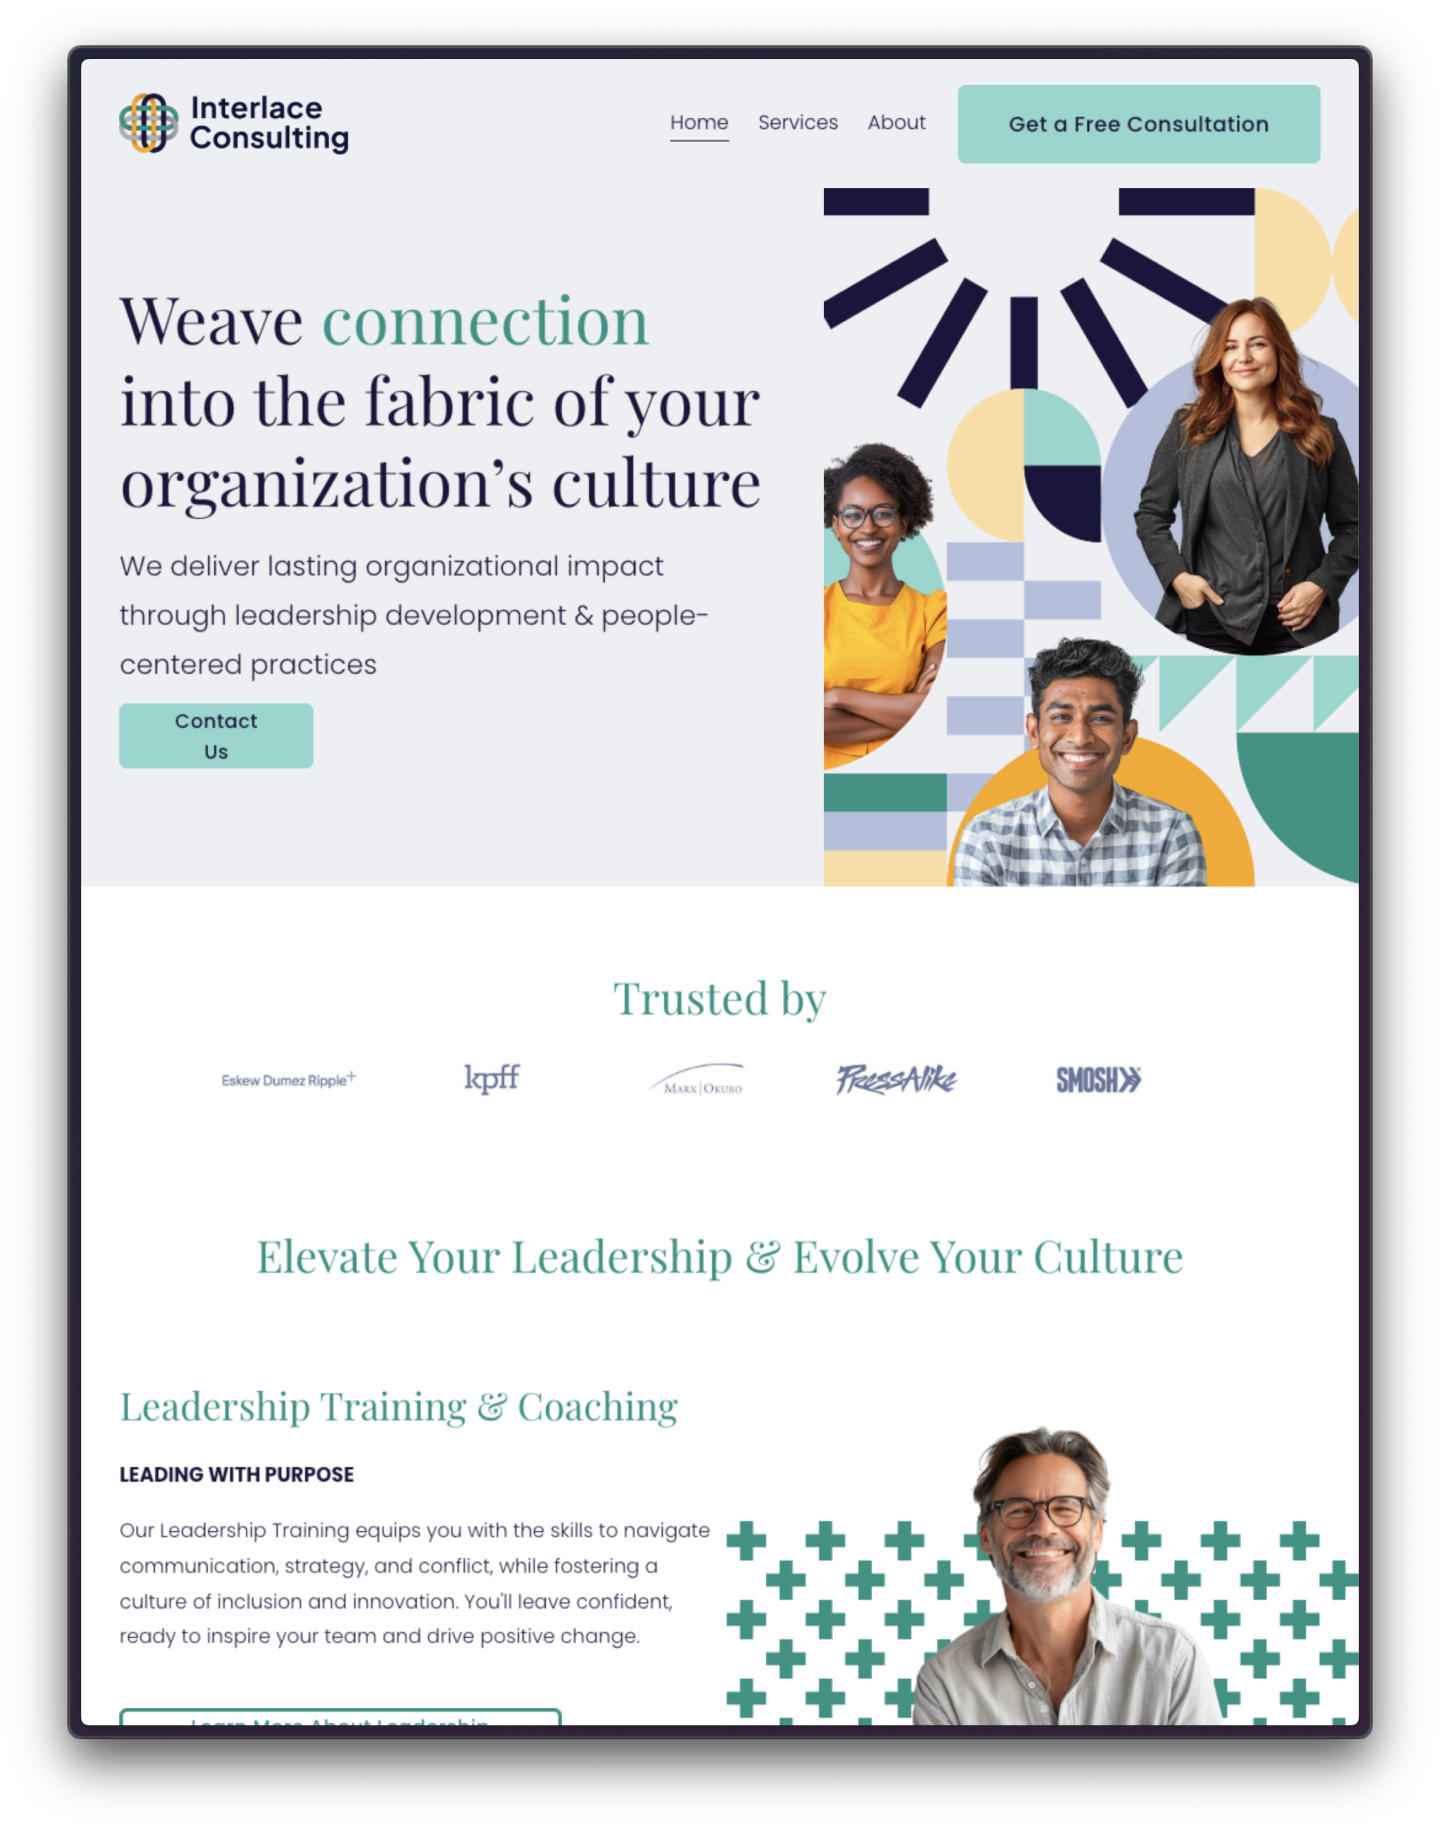 Interlace
Consulting
Home
Services
About
Get a Free Consultation
Weave connection
into the fabric of your
organization’s culture
We deliver lasting organizational impact
through leadership development & people-
centered practices
Contact
Us
Trusted by
Eskew Dumez Ripple+
kpff
MARX|OKUBO
PRESSALIKE
SMOSH
Elevate Your Leadership & Evolve Your Culture
Leadership Training & Coaching
LEADING WITH PURPOSE
Our Leadership Training equips you with the skills to navigate
communication, strategy, and conflict, while fostering a
culture of inclusion and innovation. You'll leave confident,
ready to inspire your team and drive positive change.
Learn More About Leadership